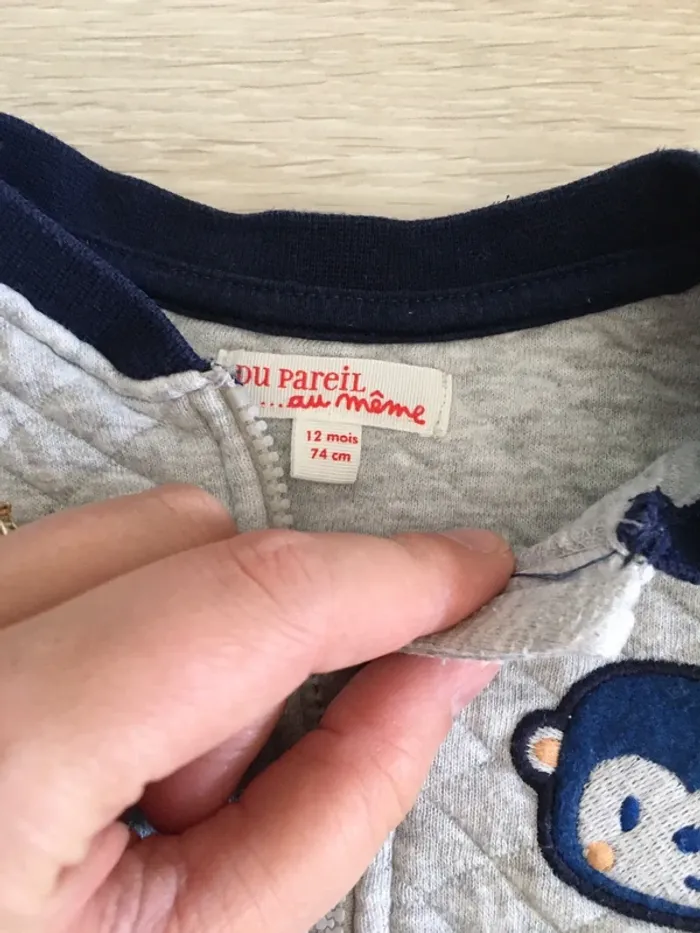 DU PAREIL
...au même
12 mois
74 cm